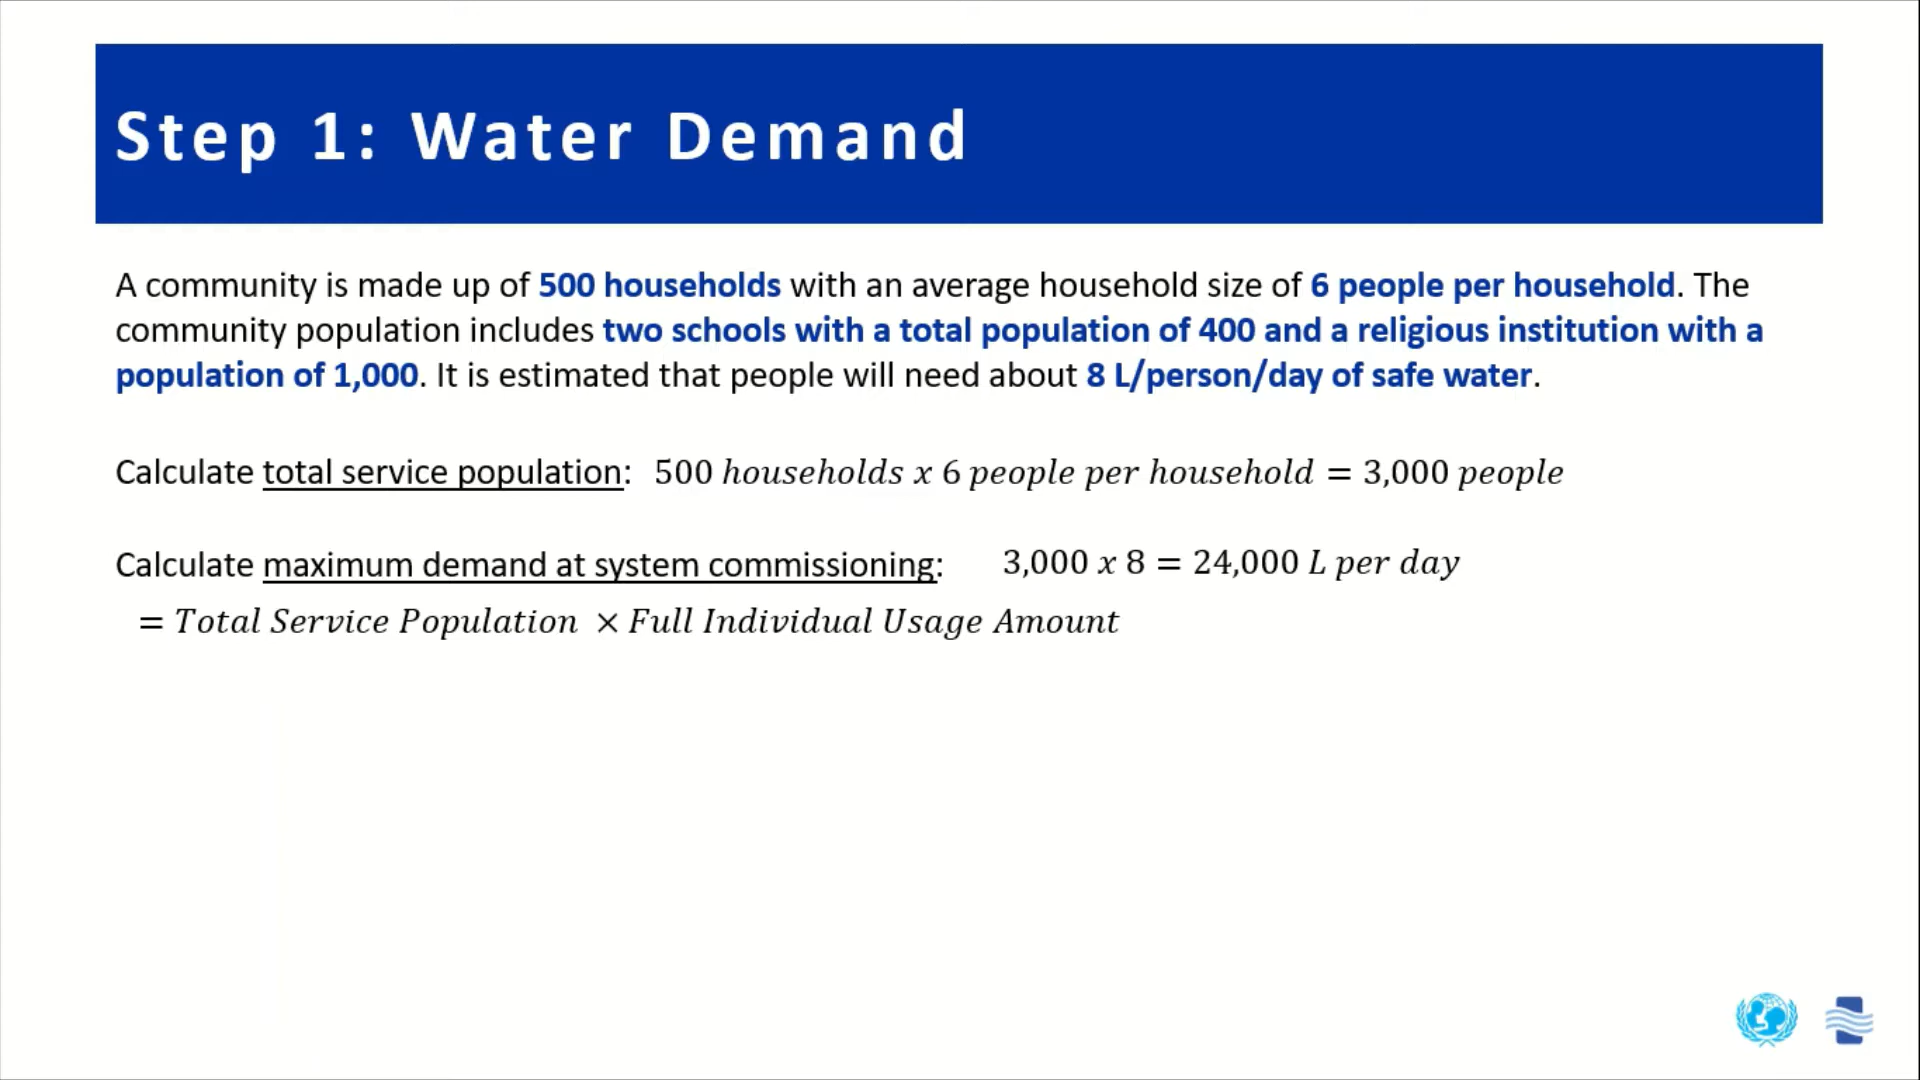 Step 1: Water Demand
A community is made up of 500 households with an average household size of 6 people per household. The
community population includes two schools with a total population of 400 and a religious institution with a
population of 1,000. It is estimated that people will need about 8 L/person/day of safe water.
Calculate total service population: 500 households x 6 people per household = 3,000 people
Calculate maximum demand at system commissioning: 3,000 x 8 = 24,000 L per day
= Total Service Population × Full Individual Usage Amount